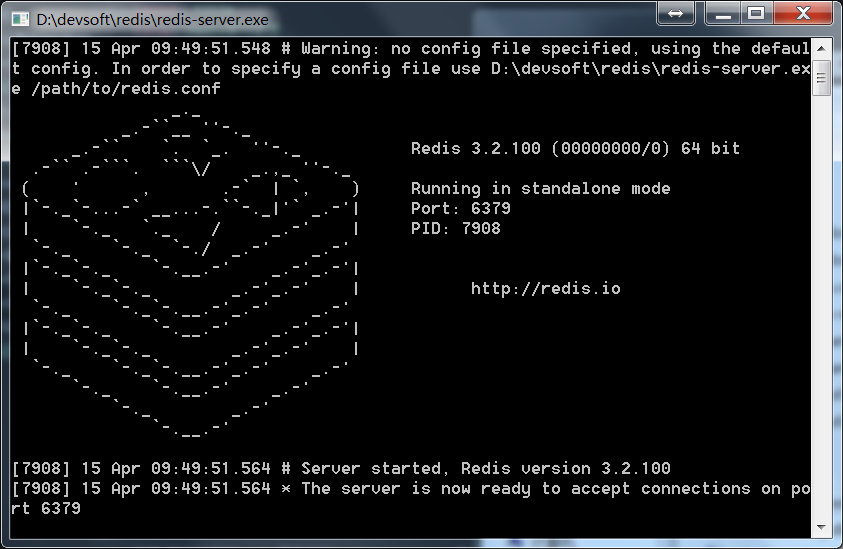 D:\devsoft\redis\redis-server.exe
[7908] 15 Apr 09:49:51.548 # Warning: no config file specified, using the defaul
t config. In order to specify a config file use D:\devsoft\redis\redis-server.ex
e /path/to/redis.conf
Redis 3.2.100 (00000000/0) 64 bit
Running in standalone mode
Port: 6379
PID: 7908
http://redis.io
[7908] 15 Apr 09:49:51.564 # Server started, Redis version 3.2.100
[7908] 15 Apr 09:49:51.564 * The server is now ready to accept connections on po
rt 6379